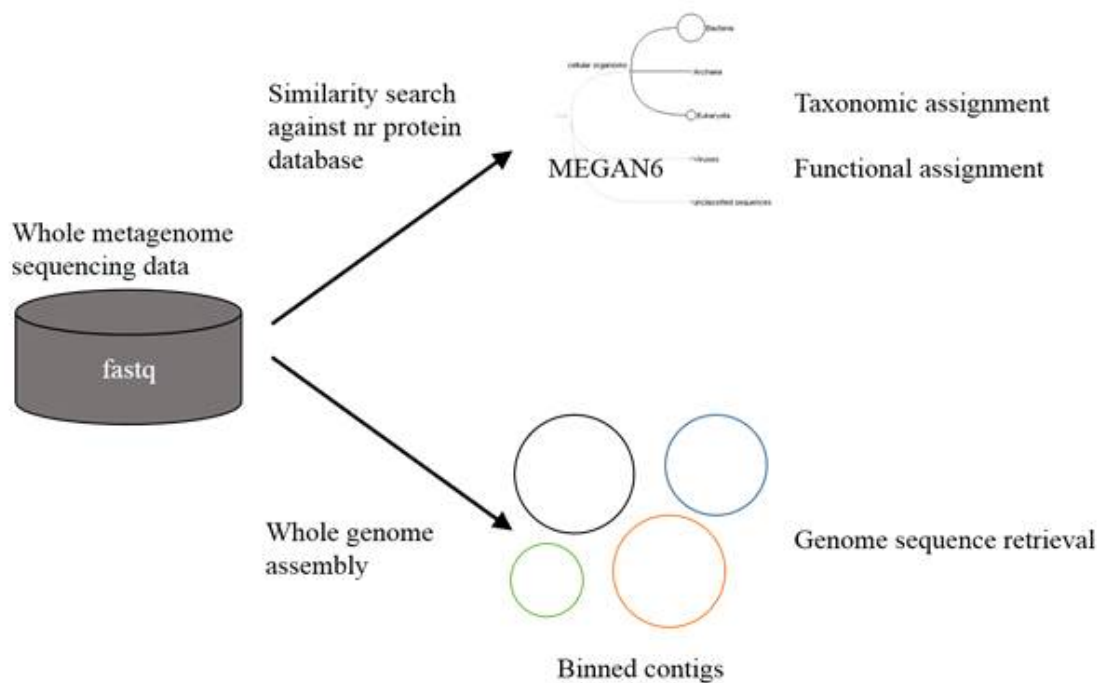 Similarity search
against nr protein
database
Bacteria
cellular organisms
Archaea
Eukaryota
Viruses
unclassified sequences
MEGAN6
Taxonomic assignment
Functional assignment
Whole metagenome
sequencing data
fastq
Whole genome
assembly
Genome sequence retrieval
Binned contigs